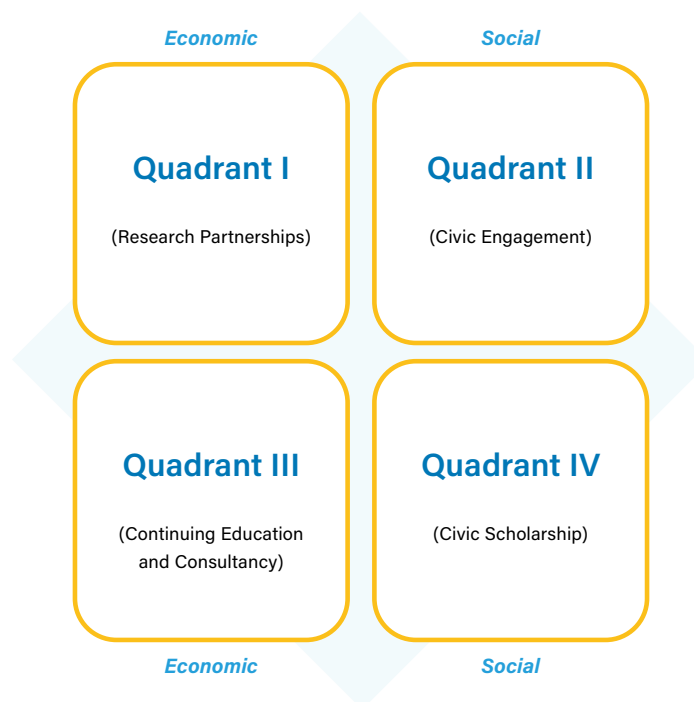 Economic
Social
Quadrant I
(Research Partnerships)
Quadrant II
(Civic Engagement)
Quadrant III
(Continuing Education
and Consultancy)
Quadrant IV
(Civic Scholarship)
Economic
Social